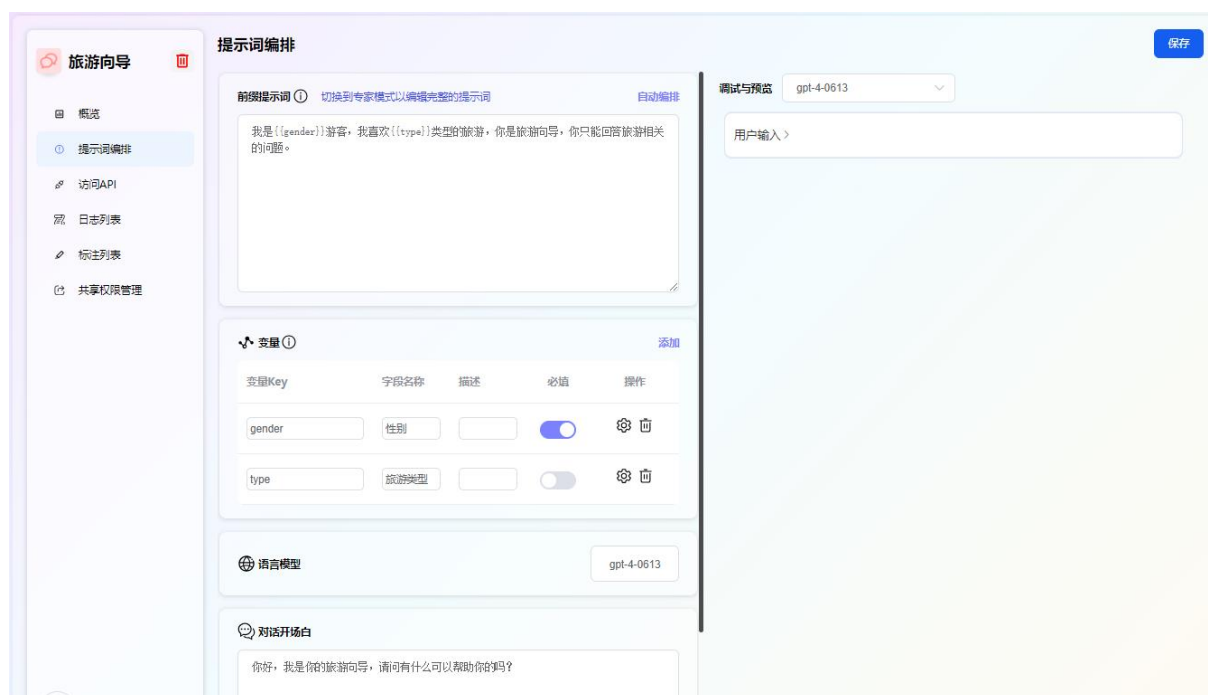 旅游向导
概览
提示词编排
访问API
日志列表
标注列表
共享权限管理
提示词编排
保存
前缀提示词 切换到专家模式以编辑完整的提示词 自动编排
我是{{gender}}游客，我喜欢{{type}}类型的旅游，你是旅游向导，你只能回答旅游相关
的问题。
变量 添加
变量Key 字段名称 描述 必填 操作
gender 性别
type 旅游类型
语言模型 gpt-4-0613
对话开场白
你好，我是你的旅游向导，请问有什么可以帮助你的吗？
调试与预览 gpt-4-0613
用户输入 >